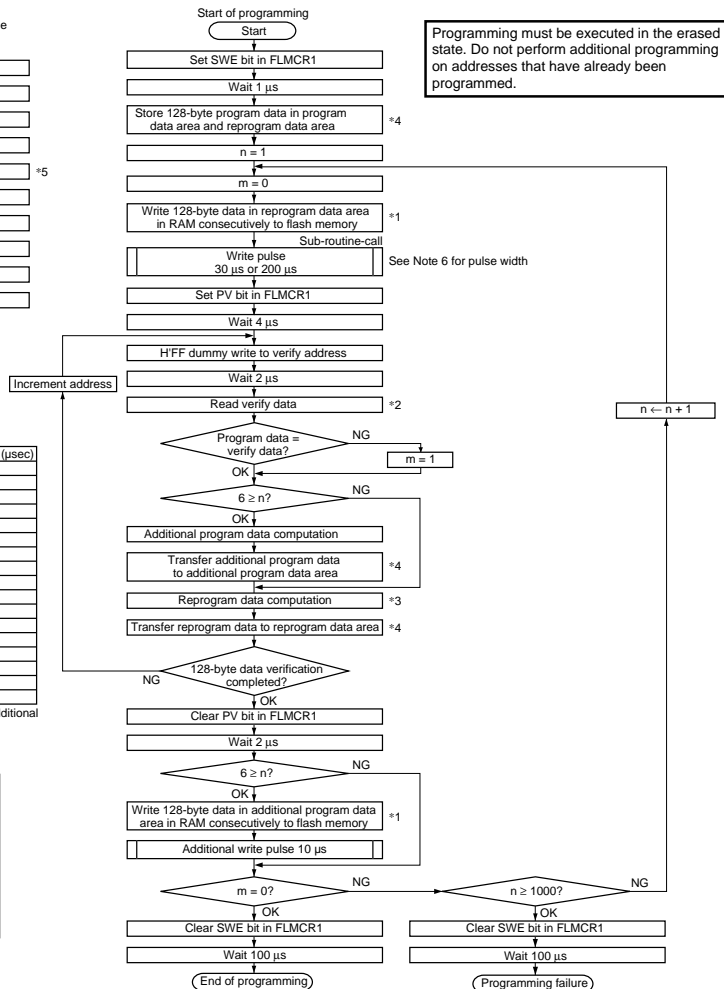 Start of programming
Start
Programming must be executed in the erased
state. Do not perform additional programming
on addresses that have already been
programmed.
Set SWE bit in FLMCR1
Wait 1 μs
Store 128-byte program data in program
data area and reprogram data area
*4
n = 1
*5
m = 0
Write 128-byte data in reprogram data area
in RAM consecutively to flash memory
*1
Sub-routine-call
Write pulse
30 μs or 200 μs
See Note 6 for pulse width
Set PV bit in FLMCR1
Wait 4 μs
H'FF dummy write to verify address
Increment address
Wait 2 μs
Read verify data
*2
n ← n + 1
Program data =
verify data?
NG
m = 1
OK
(μsec)
6 ≥ n?
NG
OK
Additional program data computation
Transfer additional program data
to additional program data area
*4
Reprogram data computation
*3
Transfer reprogram data to reprogram data area
*4
128-byte data verification
completed?
NG
OK
Clear PV bit in FLMCR1
Wait 2 μs
6 ≥ n?
NG
OK
Write 128-byte data in additional program data
area in RAM consecutively to flash memory
*1
Additional write pulse 10 μs
m = 0?
NG
n ≥ 1000?
NG
OK
OK
Clear SWE bit in FLMCR1
Clear SWE bit in FLMCR1
Wait 100 μs
Wait 100 μs
End of programming
Programming failure